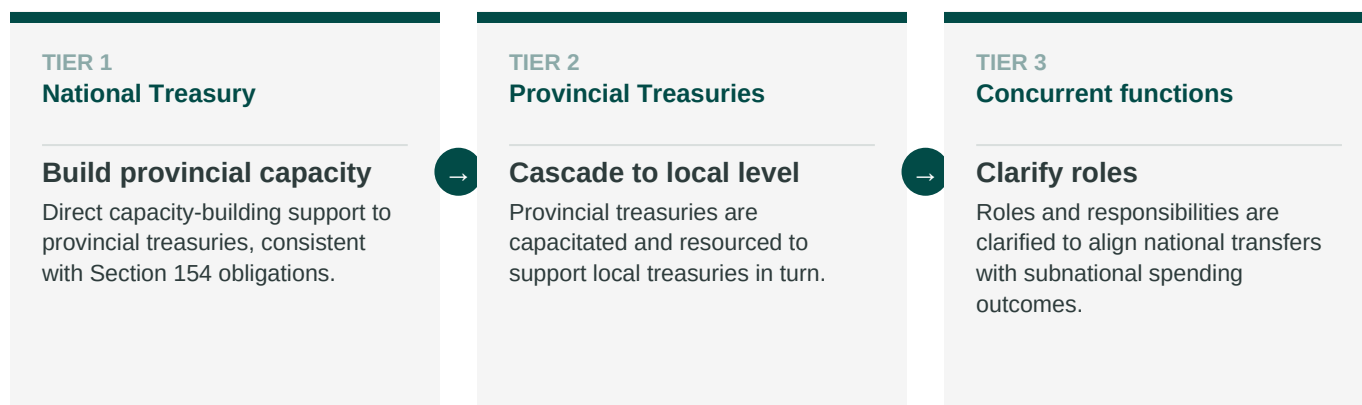 TIER 1
National Treasury
Build provincial capacity
Direct capacity-building support to
provincial treasuries, consistent
with Section 154 obligations.
→
TIER 2
Provincial Treasuries
Cascade to local level
Provincial treasuries are
capacitated and resourced to
support local treasuries in turn.
→
TIER 3
Concurrent functions
Clarify roles
Roles and responsibilities are
clarified to align national transfers
with subnational spending
outcomes.